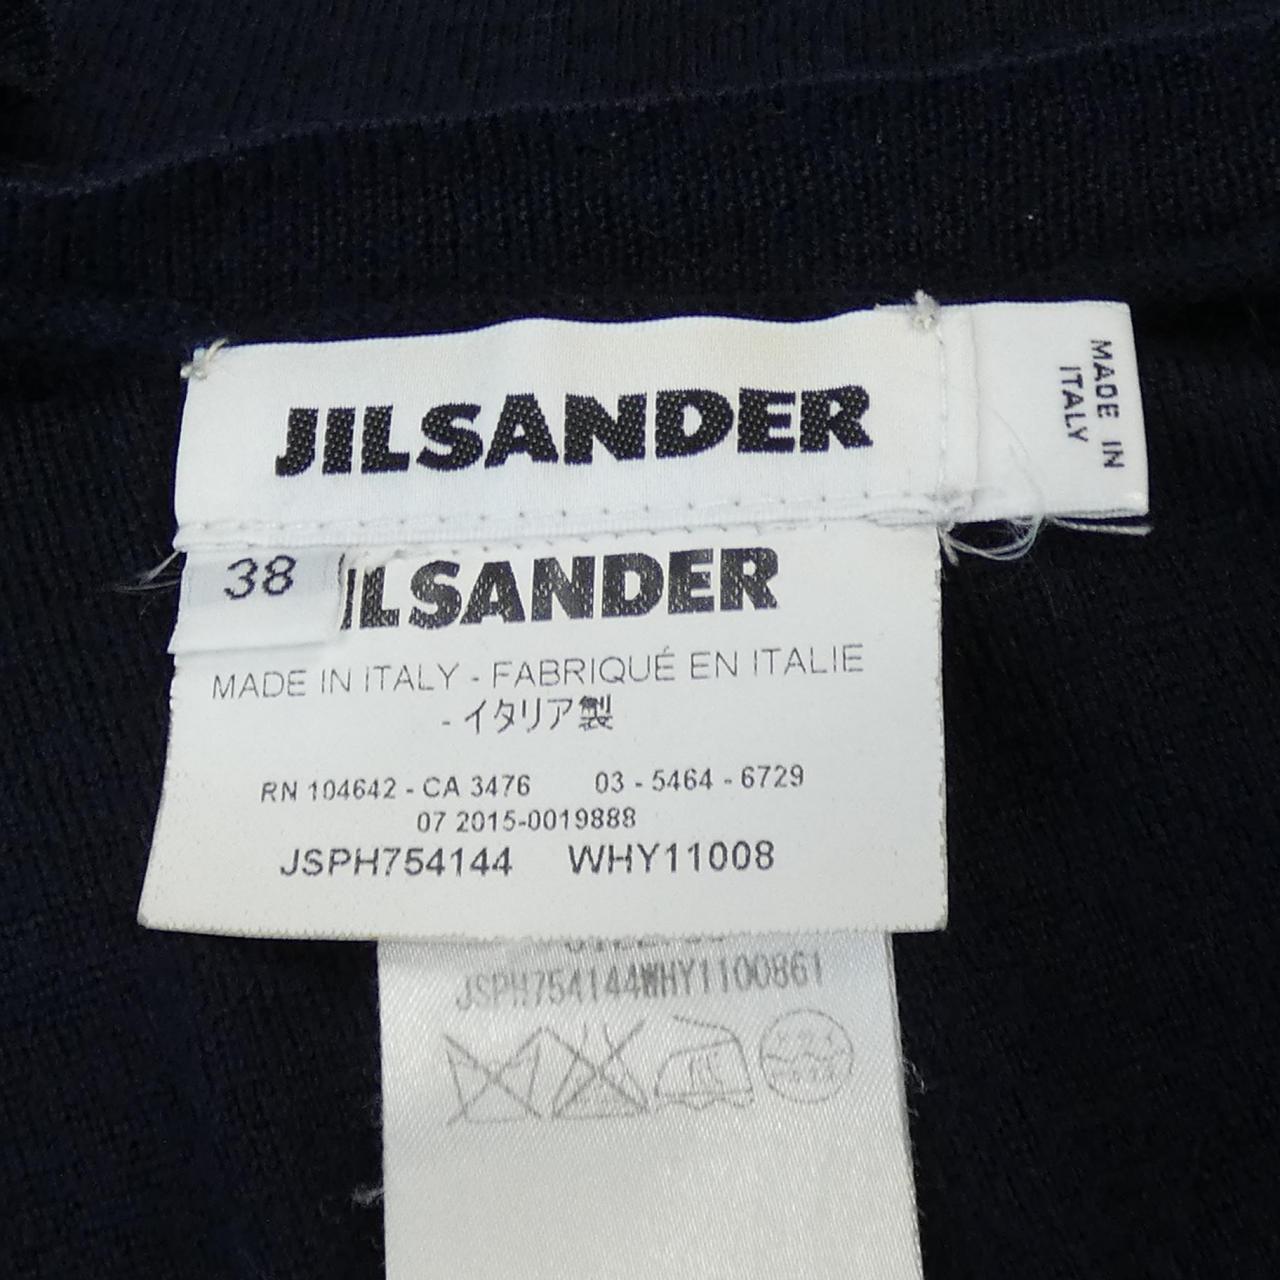 JILSANDER
MADE IN
ITALY
38
JILSANDER
MADE IN ITALY - FABRIQUÉ EN ITALIE
- イタリア製
RN 104642 - CA 3476 03 - 5464 - 6729
07 2015-0019888
JSPH754144 WHY11008
JSPH754144WHY1100861